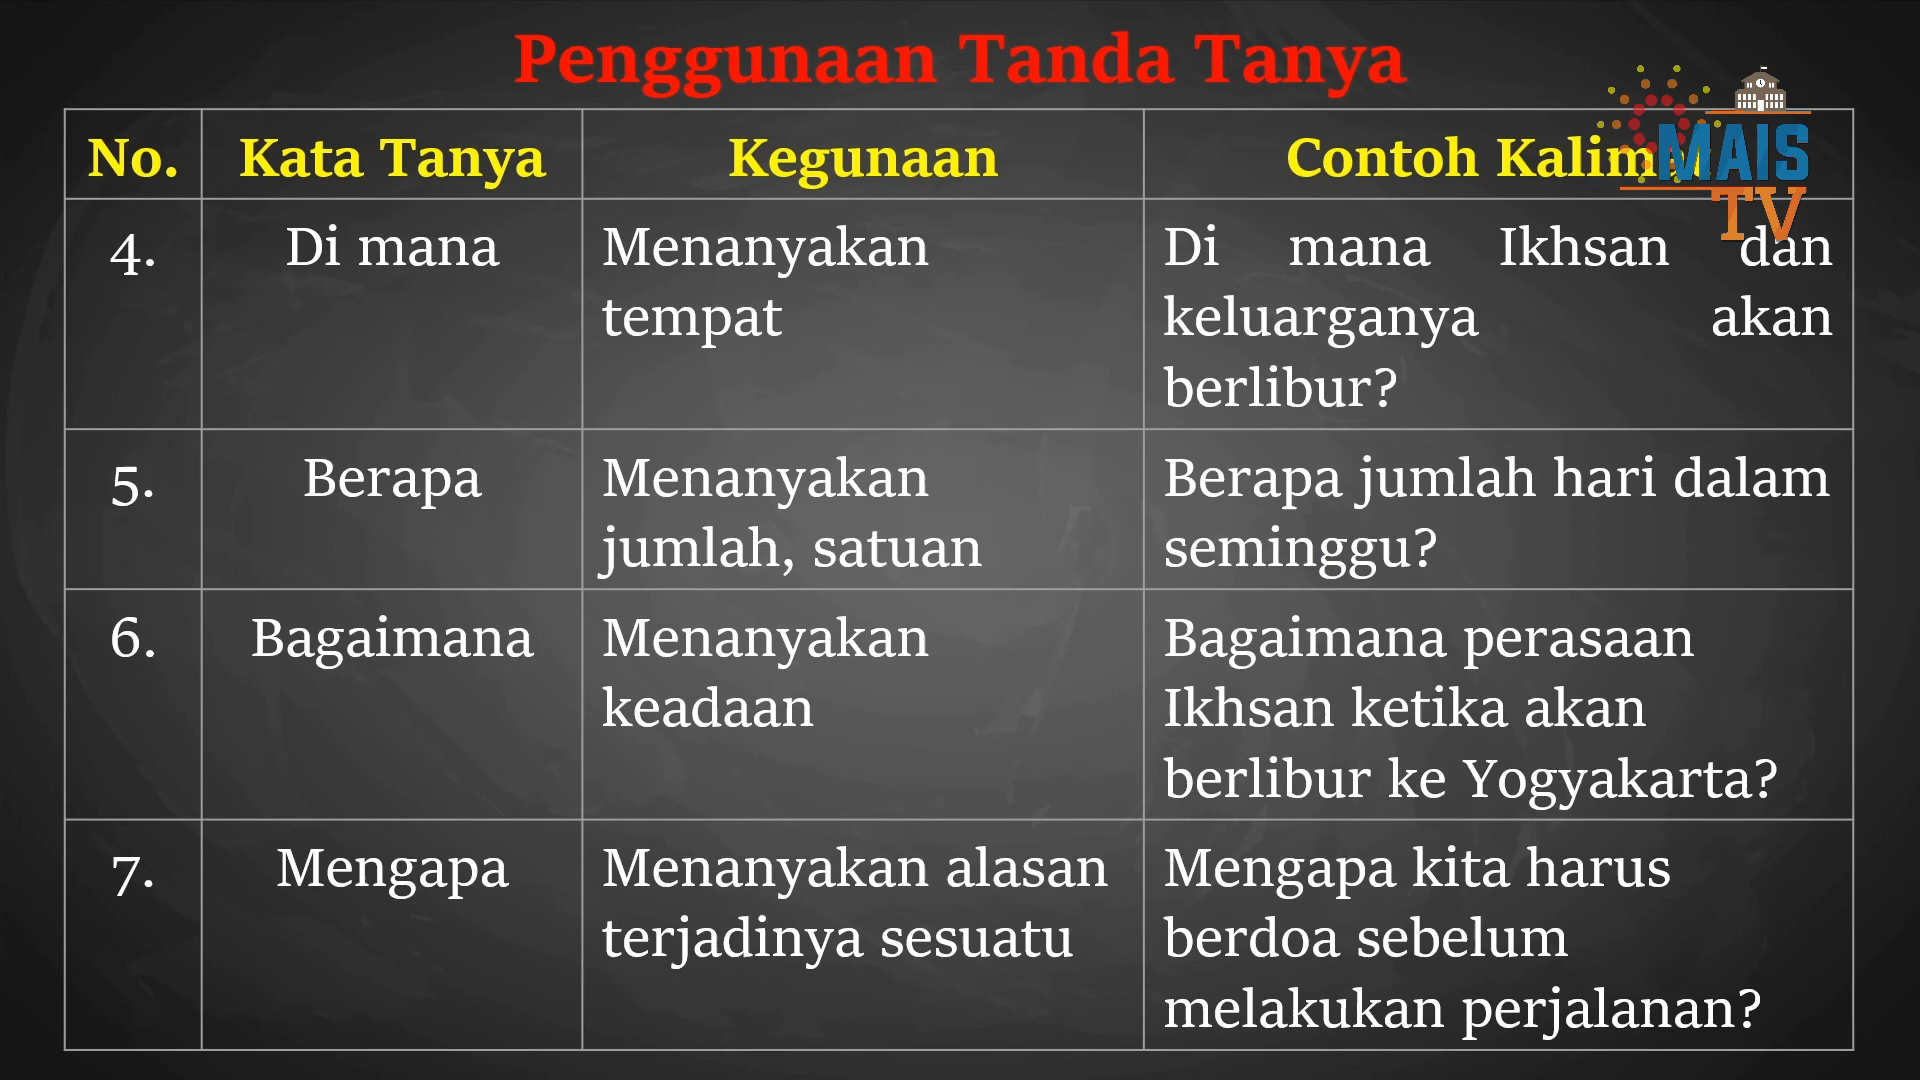 Penggunaan Tanda Tanya
No. Kata Tanya Kegunaan Contoh Kalimat
MAIS
TV
4. Di mana Menanyakan Di mana Ikhsan dan
tempat keluarganya akan
berlibur?
5. Berapa Menanyakan Berapa jumlah hari dalam
jumlah, satuan seminggu?
6. Bagaimana Menanyakan Bagaimana perasaan
keadaan Ikhsan ketika akan
berlibur ke Yogyakarta?
7. Mengapa Menanyakan alasan Mengapa kita harus
terjadinya sesuatu berdoa sebelum
melakukan perjalanan?